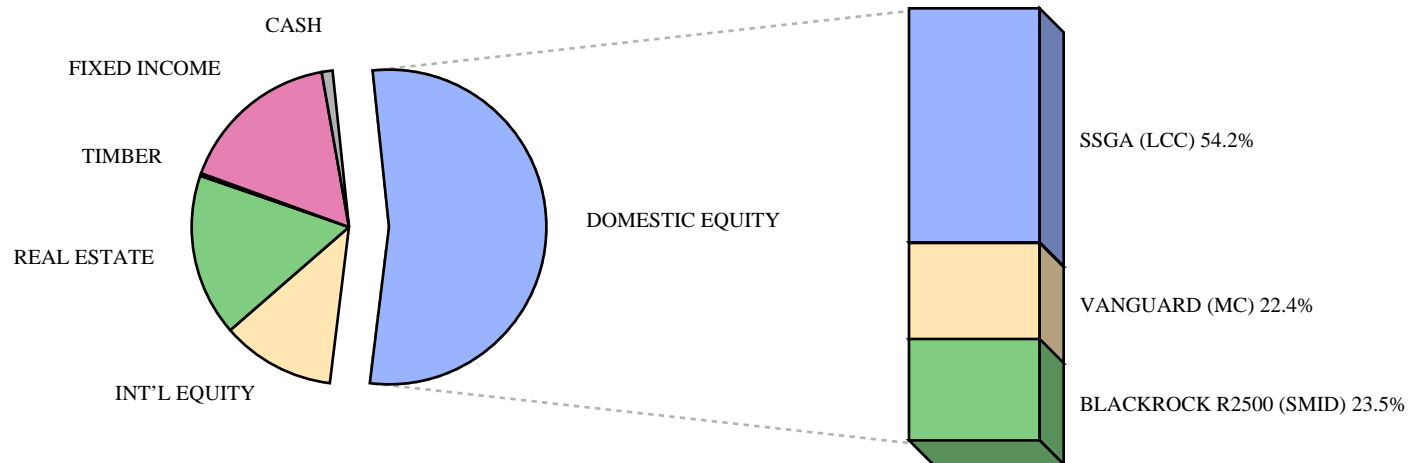 CASH
FIXED INCOME
TIMBER
REAL ESTATE
INT'L EQUITY
DOMESTIC EQUITY
SSGA (LCC) 54.2%
VANGUARD (MC) 22.4%
BLACKROCK R2500 (SMID) 23.5%